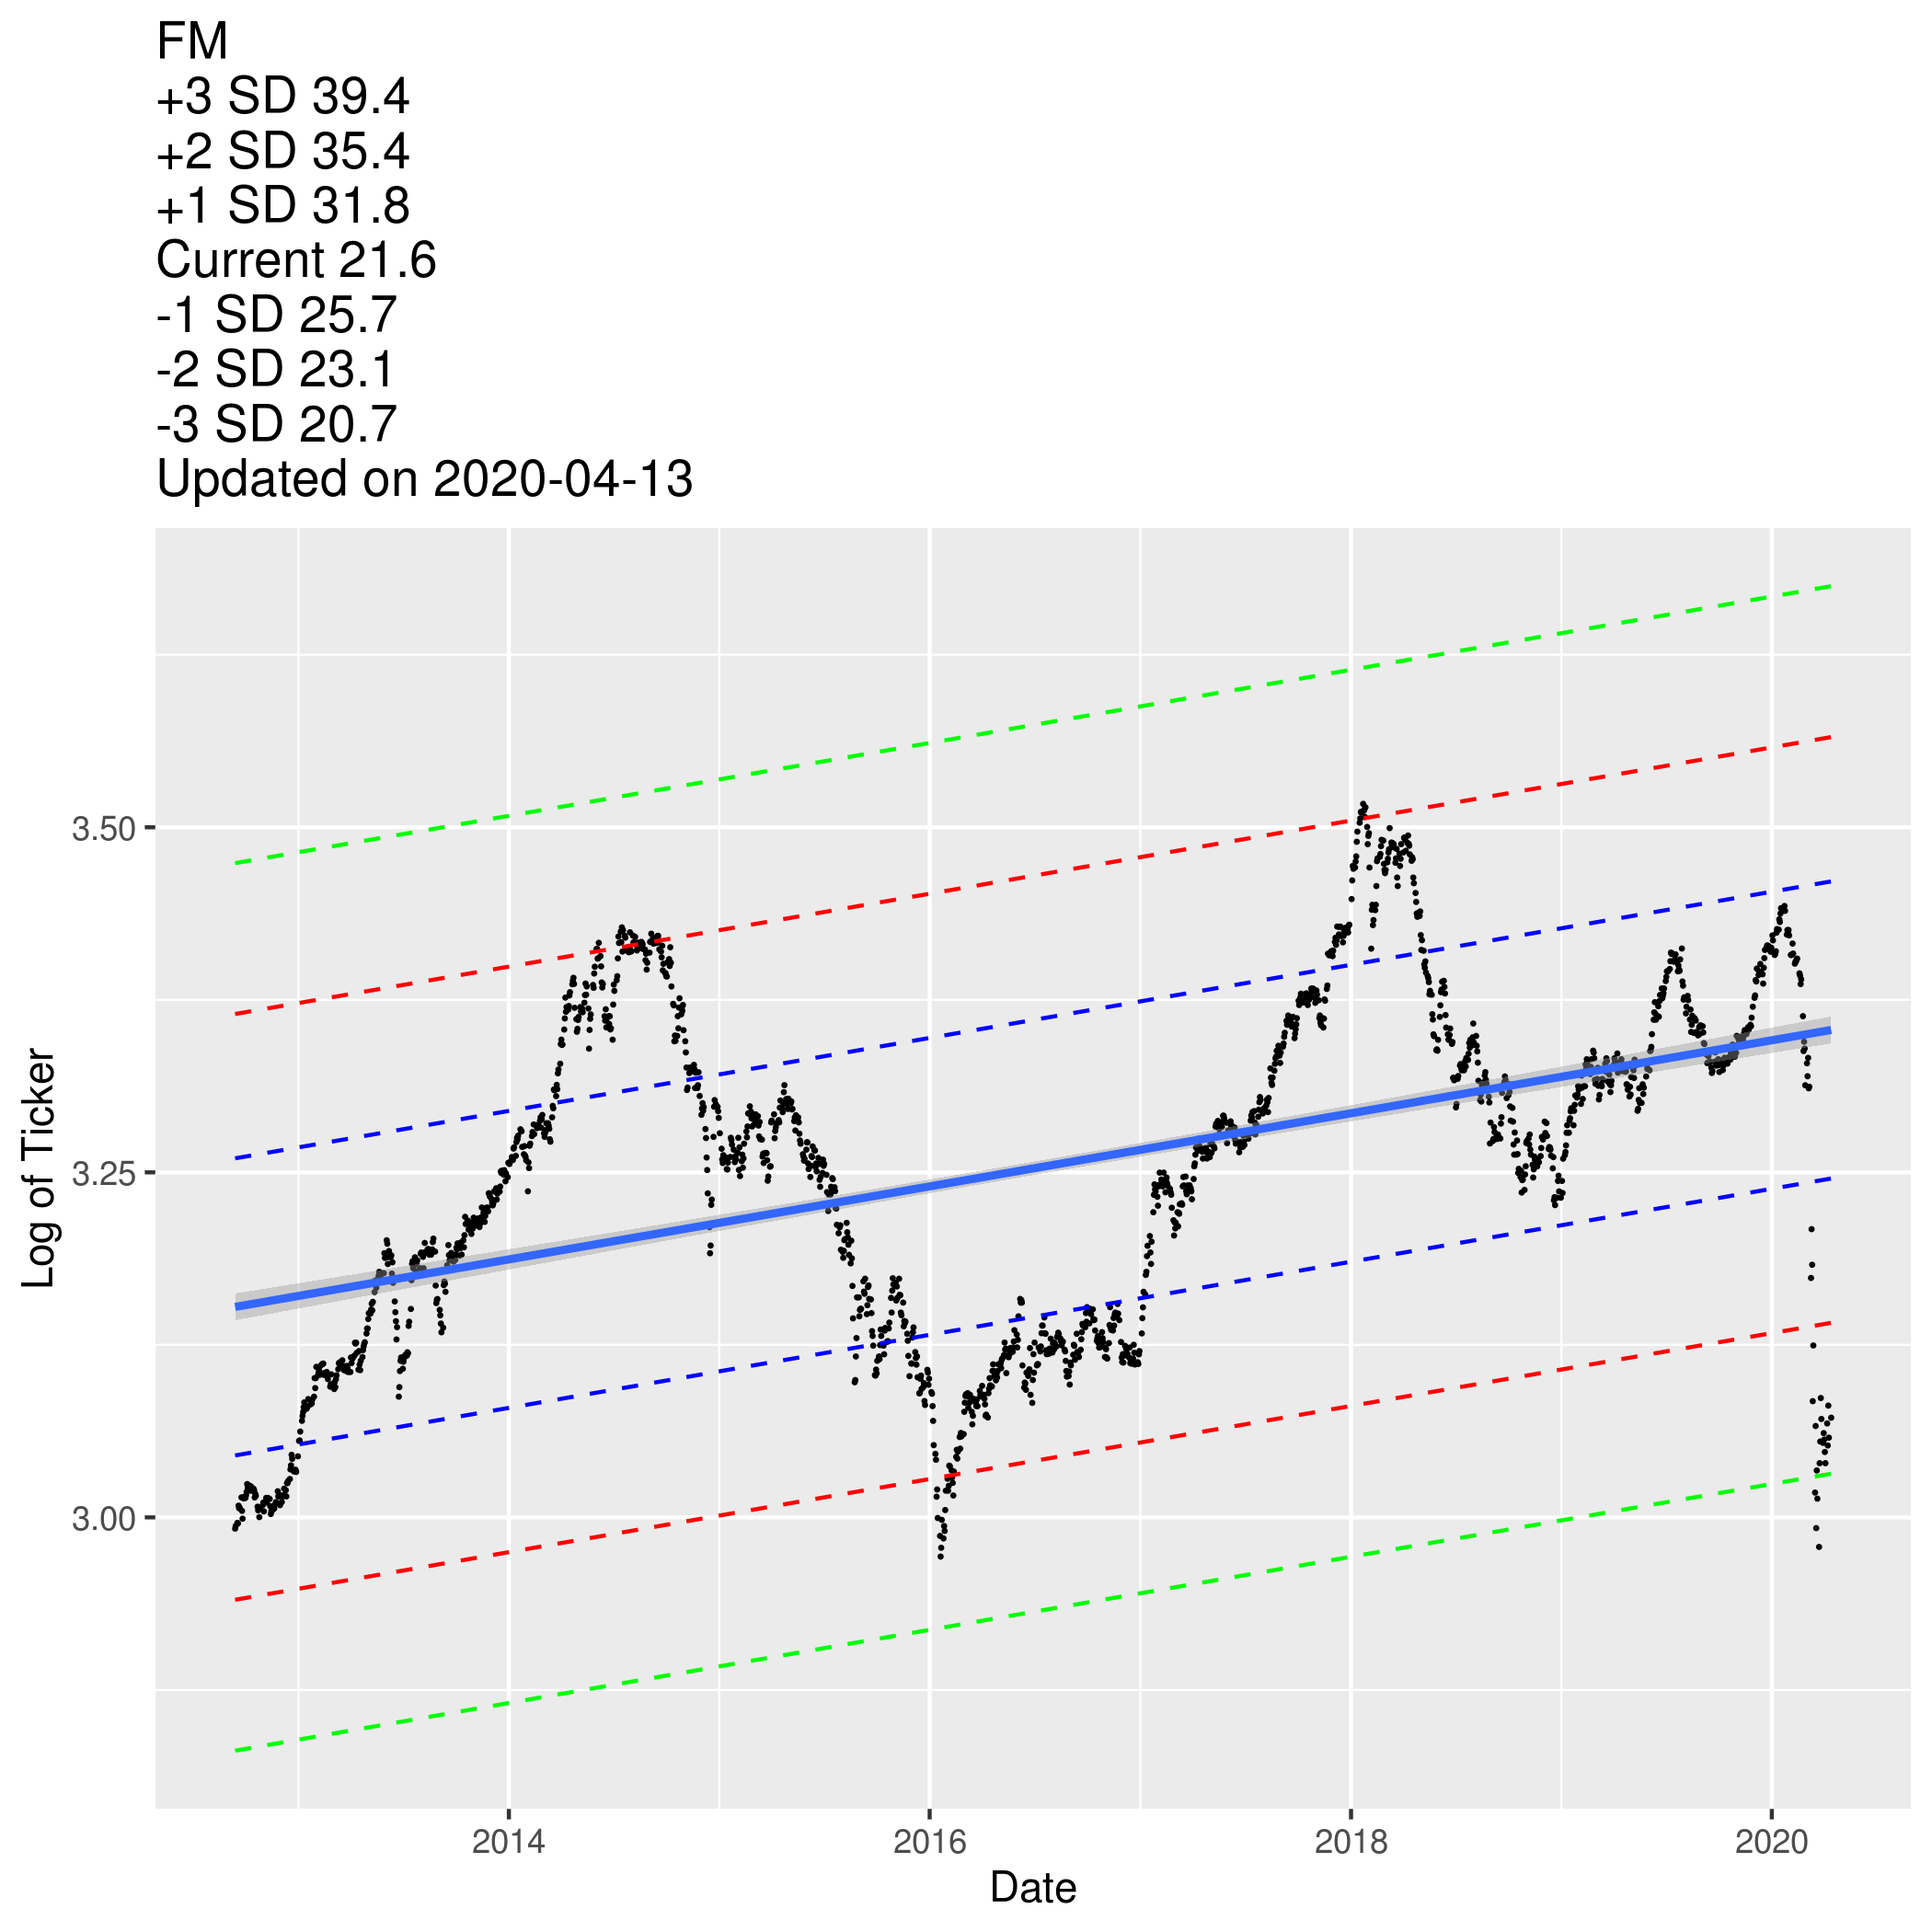 FM
+3 SD 39.4
+2 SD 35.4
+1 SD 31.8
Current 21.6
-1 SD 25.7
-2 SD 23.1
-3 SD 20.7
Updated on 2020-04-13
3.50
3.25
3.00
Log of Ticker
2014 2016 2018 2020
Date